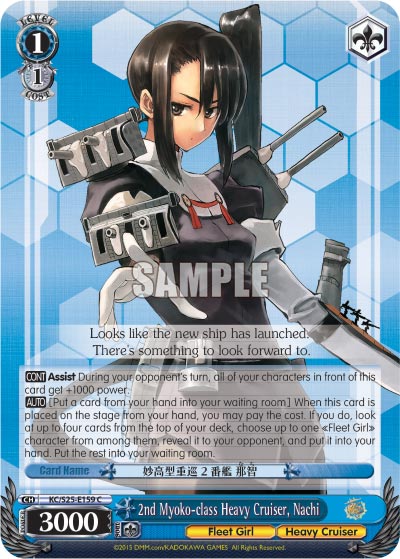 LEVEL
1
1
COST
SAMPLE
Looks like the new ship has launched.
There's something to look forward to.
CONT Assist During your opponent's turn, all of your characters in front of this
card get +1000 power.
AUTO [Put a card from your hand into your waiting room] When this card is
placed on the stage from your hand, you may pay the cost. If you do, look
at up to four cards from the top of your deck, choose up to one «Fleet Girl»
character from among them, reveal it to your opponent, and put it into your
hand. Put the rest into your waiting room.
Card Name 妙高型重巡2番艦 那智
CH KC/S25-E159 C
POWER 3000
2nd Myoko-class Heavy Cruiser, Nachi
Fleet Girl Heavy Cruiser
©2013 DMM.com/KADOKAWA GAMES All Rights Reserved.